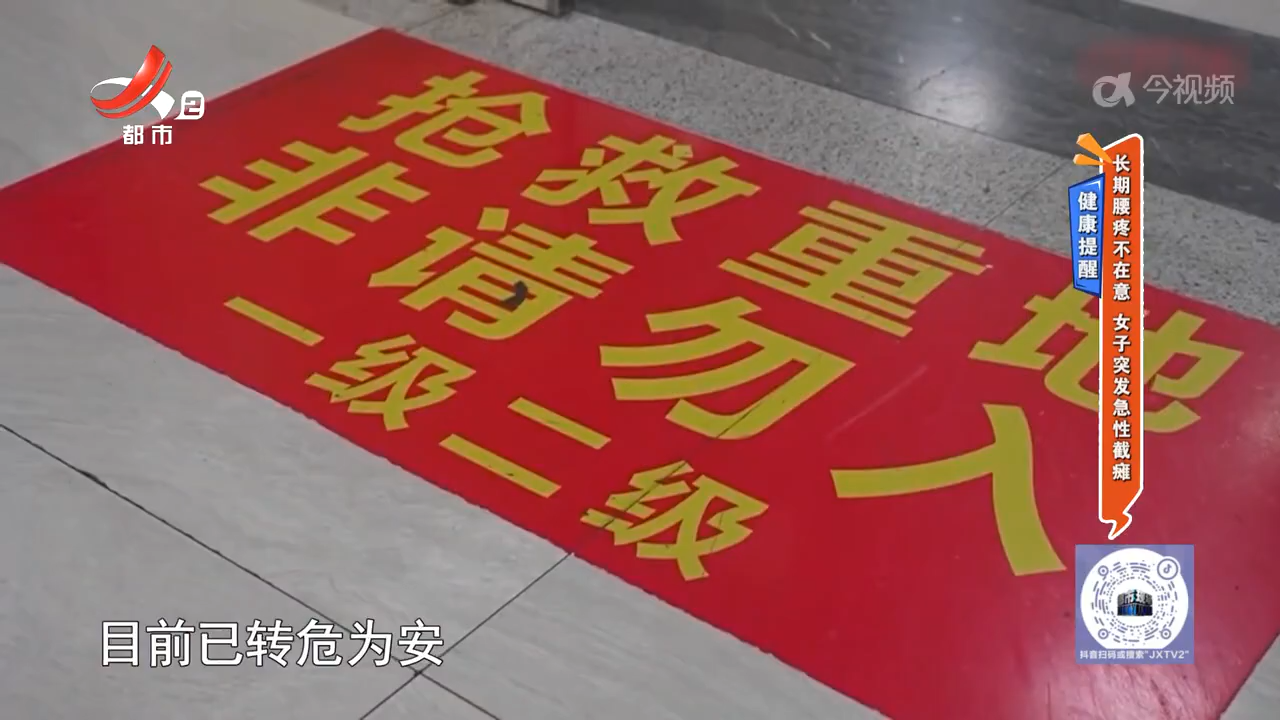 都市2
今视频
抢救重地
非请勿入
一级二级
健康提醒
长期腰疼不在意 女子突发急性截瘫
目前已转危为安
抖音扫码或搜索"JXTV2"